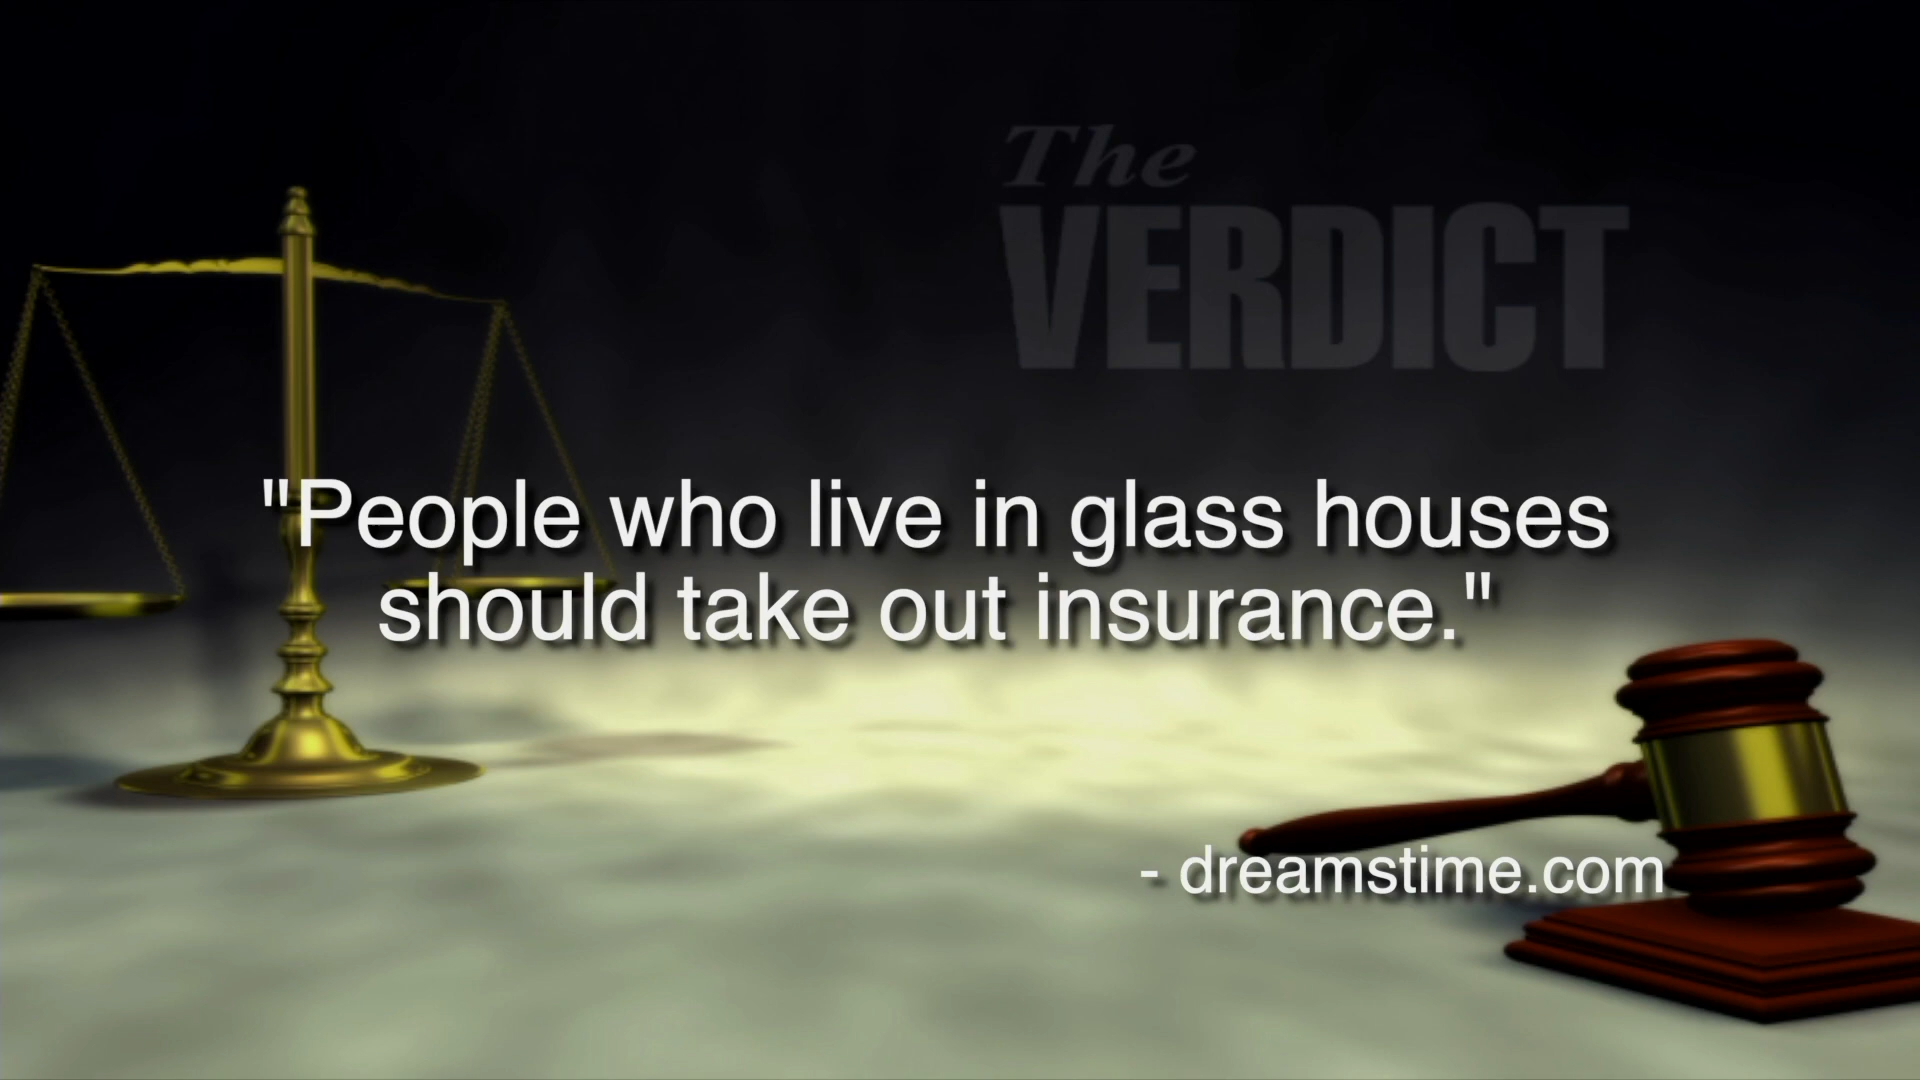 The
VERDICT
"People who live in glass houses
should take out insurance."
- dreamstime.com